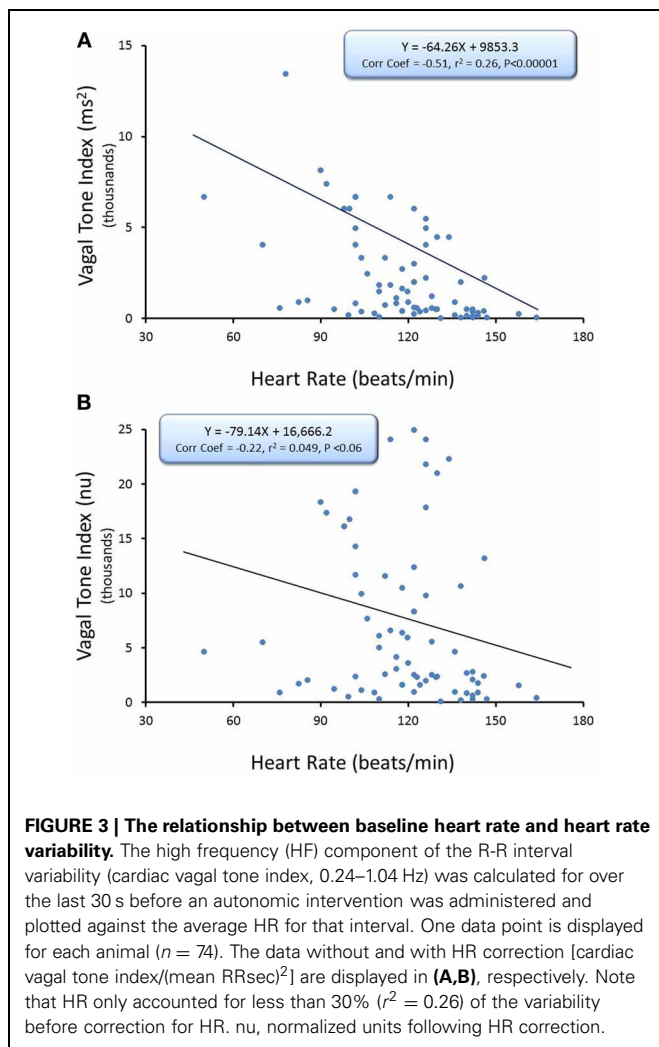 A
Y = -64.26X + 9853.3
Corr Coef = -0.51, r² = 0.26, P<0.00001
Vagal Tone Index (ms²)
(thousnands)
15
10
5
0
30 60 90 120 150 180
Heart Rate (beats/min)
B
Y = -79.14X + 16,666.2
Corr Coef = -0.22, r² = 0.049, P <0.06
Vagal Tone Index (nu)
(thousands)
25
20
15
10
5
0
30 60 90 120 150 180
Heart Rate (beats/min)
FIGURE 3 | The relationship between baseline heart rate and heart rate
variability. The high frequency (HF) component of the R-R interval
variability (cardiac vagal tone index, 0.24–1.04 Hz) was calculated for over
the last 30 s before an autonomic intervention was administered and
plotted against the average HR for that interval. One data point is displayed
for each animal (n = 74). The data without and with HR correction [cardiac
vagal tone index/(mean RRsec)²] are displayed in (A,B), respectively. Note
that HR only accounted for less than 30% (r² = 0.26) of the variability
before correction for HR. nu, normalized units following HR correction.